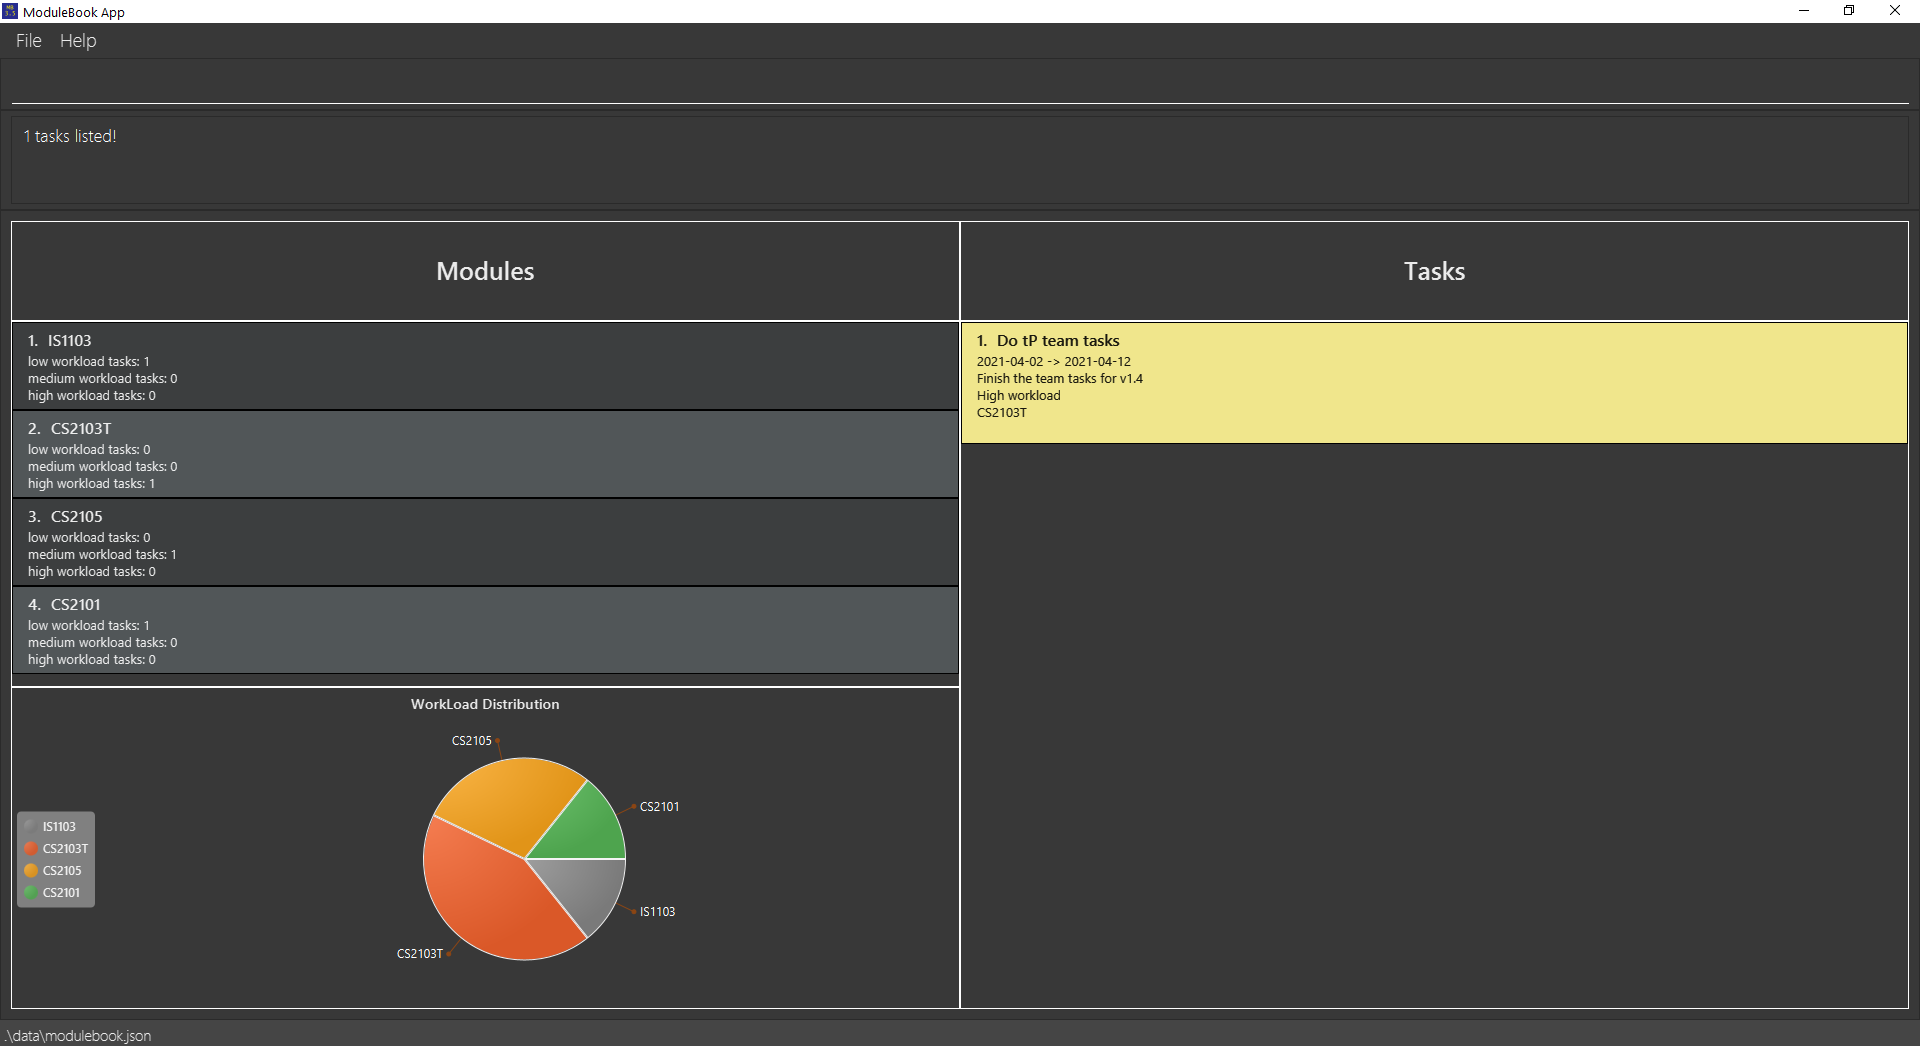 ModuleBook App
File Help
1 tasks listed!
Modules
1. IS1103
low workload tasks: 1
medium workload tasks: 0
high workload tasks: 0
2. CS2103T
low workload tasks: 0
medium workload tasks: 0
high workload tasks: 1
3. CS2105
low workload tasks: 0
medium workload tasks: 1
high workload tasks: 0
4. CS2101
low workload tasks: 1
medium workload tasks: 0
high workload tasks: 0
WorkLoad Distribution
CS2105
CS2101
IS1103
CS2103T
IS1103
CS2103T
CS2105
CS2101
Tasks
1. Do tP team tasks
2021-04-02 -> 2021-04-12
Finish the team tasks for v1.4
High workload
CS2103T
.\data\modulebook.json